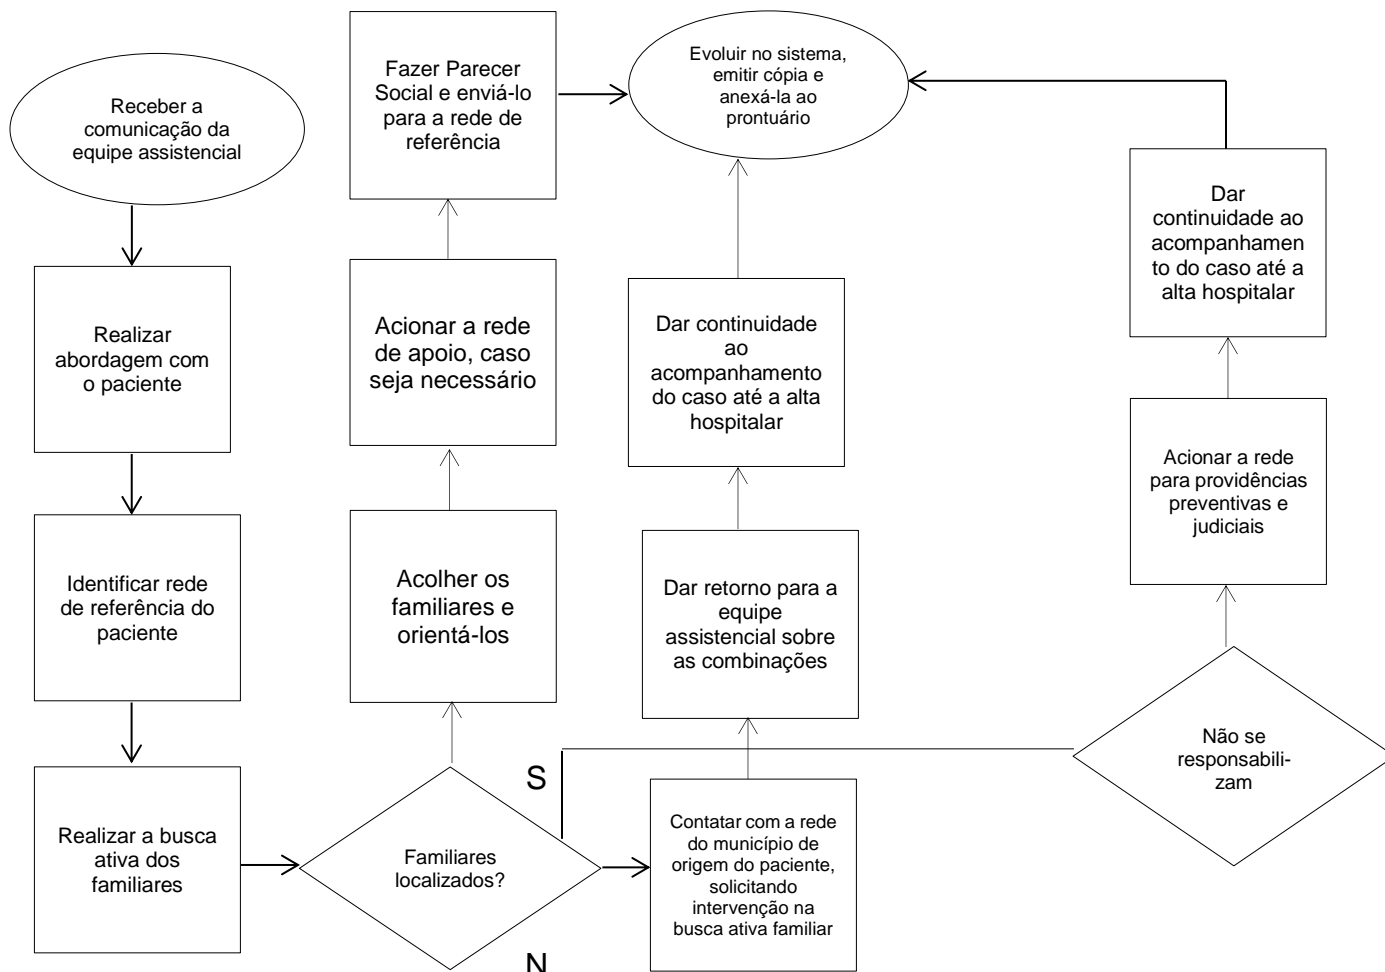 Receber a
comunicação da
equipe assistencial
Realizar
abordagem com
o paciente
Identificar rede
de referência do
paciente
Realizar a busca
ativa dos
familiares
Fazer Parecer
Social e enviá-lo
para a rede de
referência
Acionar a rede
de apoio, caso
seja necessário
Acolher os
familiares e
orientá-los
Familiares
localizados?
S
N
Evoluir no sistema,
emitir cópia e
anexá-la ao
prontuário
Dar continuidade
ao
acompanhamento
do caso até a alta
hospitalar
Dar retorno para a
equipe
assistencial sobre
as combinações
Contatar com a rede
do município de
origem do paciente,
solicitando
intervenção na
busca ativa familiar
Dar
continuidade ao
acompanhamen
to do caso até a
alta hospitalar
Acionar a rede
para providências
preventivas e
judiciais
Não se
responsabili-
zam